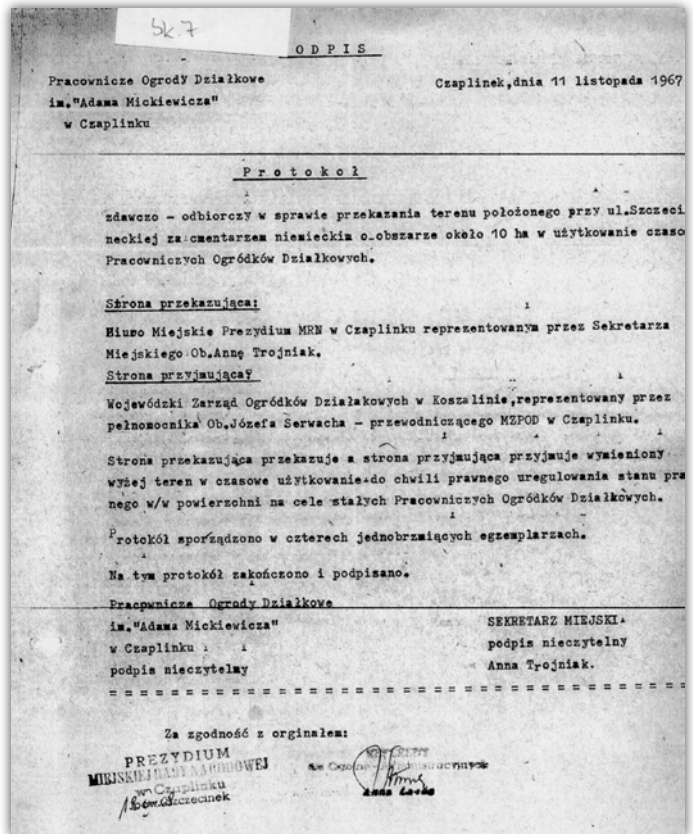 Sk. 7
O D P I S
Pracownicze Ogrody Działkowe
im."Adama Mickiewicza"
w Czaplinku
Czaplinek,dnia 11 listopada 1967
P r o t o k o ł
zdawczo - odbiorczy w sprawie przekazania terenu położonego przy ul.Szczeci
neckiej za cmentarzem niemieckim o obszarze około 10 ha w użytkowanie czaso
Pracowniczych Ogródków Działkowych.
Strona przekazująca:
Biuro Miejskie Prezydium MRN w Czaplinku reprezentowanym przez Sekretarza
Miejskiego Ob.Annę Trojniak.
Strona przyjmująca?
Wojewódzki Zarząd Ogródków Działakowych w Koszalinie,reprezentowany przez
pełnomocnika Ob.Józefa Serwacha - przewodniczącego MZPOD w Czaplinku.
Strona przekazująca przekazuje a strona przyjmująca przyjmuje wymieniony
wyżej teren w czasowe użytkowanie do chwili prawnego uregulowania stanu pra
nego w/w powierzchni na cele stałych Pracowniczych Ogródków Działkowych.
Protokół sporządzono w czterech jednobrzmiących egzemplarzach.
Na tym protokół zakończono i podpisano.
Pracownicze Ogrody Działkowe
im."Adama Mickiewicza"
w Czaplinku
podpis nieczytelny
SEKRETARZ MIEJSKI
podpis nieczytelny
Anna Trojniak.
Za zgodność z orginałem:
PREZYDIUM
MIEJSKIEJ RADY NARODOWEJ
w Czaplinku
Szczecinek
Anna